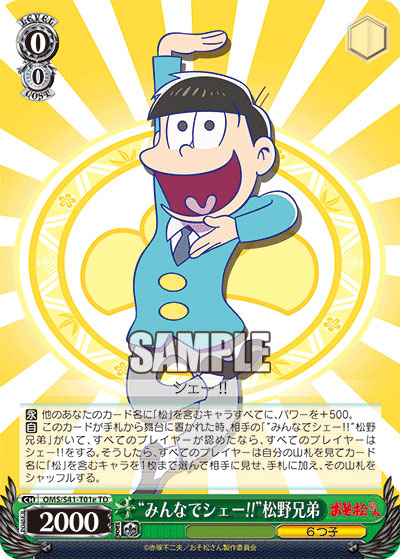 LEVEL
0
0
COST
SAMPLE
シェー!!
永 他のあなたのカード名に「松」を含むキャラすべてに、パワーを＋500。
自 このカードが手札から舞台に置かれた時、相手の「“みんなでシェー!!”松野
兄弟」がいて、すべてのプレイヤーが認めたなら、すべてのプレイヤーは
シェー!!をする。そうしたら、すべてのプレイヤーは自分の山札を見てカード
名に「松」を含むキャラを1枚まで選んで相手に見せ、手札に加え、その山札を
シャッフルする。
CH OMS/S41-T01e TD
POWER
2000
“みんなでシェー!!”松野兄弟
おそ松さん
6つ子
©赤塚不二夫／おそ松さん製作委員会